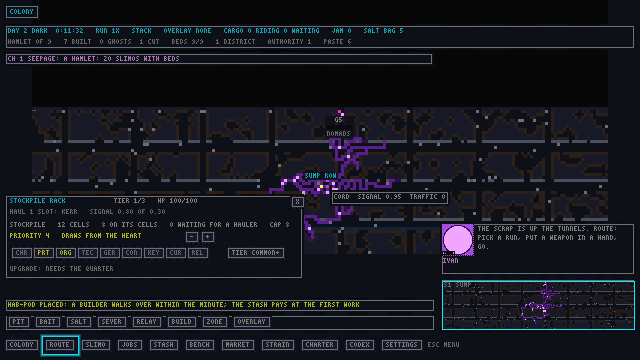 COLONY
DAY 2 DARK 0:11:32 RUN 1X STACK OVERLAY NONE CARGO 0 RIDING 0 WAITING JAM 0 SALT BAG 5
HAMLET OF 9 7 BUILT 0 GHOSTS 1 CUT BEDS 9/9 1 DISTRICT AUTHORITY 1 PASTE 6
CH 1 SEEPAGE: A HAMLET: 20 SLIMOS WITH BEDS
G5
NOMADS
SUMP ROW
CORD SIGNAL 0.95 TRAFFIC 0
STOCKPILE RACK TIER 1/3 HP 100/100 X
HAUL 1 SLOT: KERR SIGNAL 0.80 OF 0.30
STOCKPILE 12 CELLS 8 ON ITS CELLS 0 WAITING FOR A HAULER CAP 8
PRIORITY 4 DRAWS FROM THE HEART - +
CHR PRT ORG TEC GER CON KEY CUR REL TIER COMMON+
UPGRADE: NEEDS THE QUARTER
THE SCRAP IS UP THE TUNNELS. ROUTE: PICK A RUN, PUT A WEAPON IN A HAND, GO.
IVAN
S1 SUMP
HAB-POD PLACED: A BUILDER WALKS OVER WITHIN THE MINUTE; THE STASH PAYS AT THE FIRST WORK
PIT BAIT SALT SEVER RELAY BUILD ZONE OVERLAY
COLONY ROUTE SLIMO JOBS STASH BENCH MARKET STRAIN CHARTER CODEX SETTINGS ESC MENU